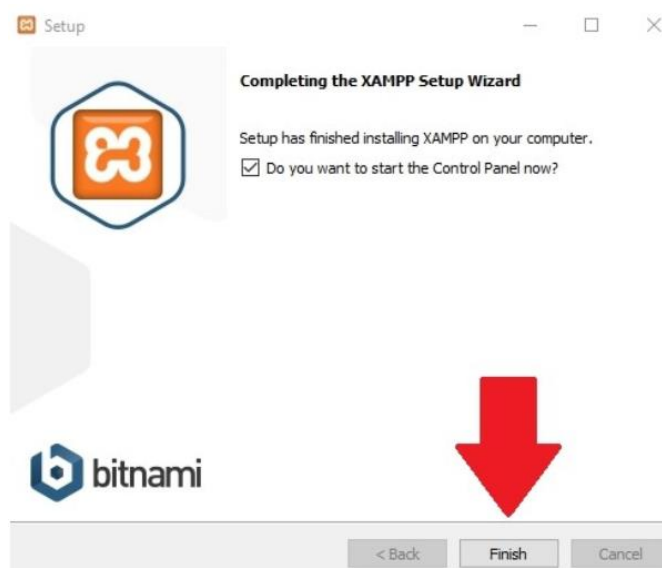 Setup
Completing the XAMPP Setup Wizard
Setup has finished installing XAMPP on your computer.
Do you want to start the Control Panel now?
bitnami
< Back
Finish
Cancel